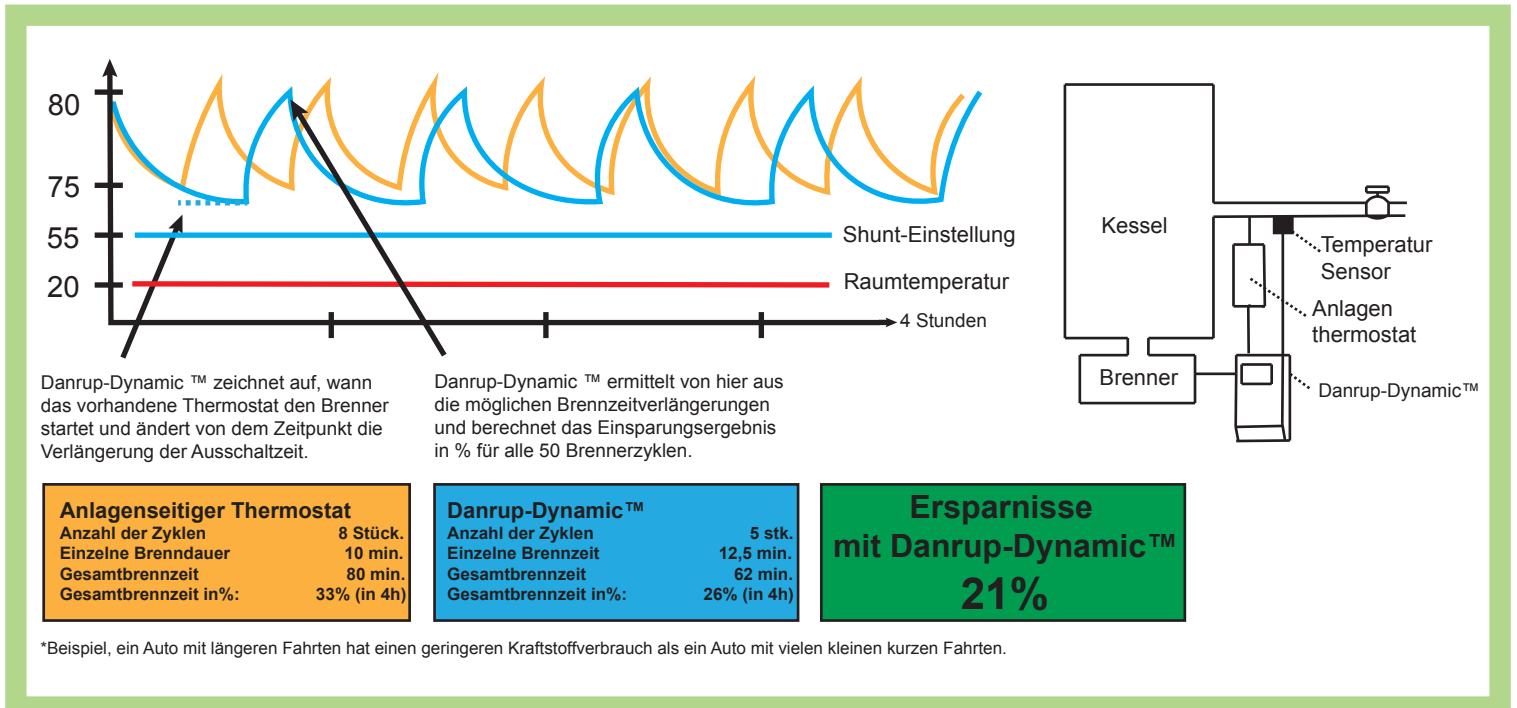 80
75
55
20
Shunt-Einstellung
Raumtemperatur
4 Stunden
Danrup-Dynamic ™ zeichnet auf, wann
das vorhandene Thermostat den Brenner
startet und ändert von dem Zeitpunkt die
Verlängerung der Ausschaltzeit.
Danrup-Dynamic ™ ermittelt von hier aus
die möglichen Brennzeitverlängerungen
und berechnet das Einsparungsergebnis
in % für alle 50 Brennerzyklen.
Kessel
Brenner
Temperatur
Sensor
Anlagen
thermostat
Danrup-Dynamic™
Anlagenseitiger Thermostat
Anzahl der Zyklen 8 Stück.
Einzelne Brenndauer 10 min.
Gesamtbrennzeit 80 min.
Gesamtbrennzeit in%: 33% (in 4h)
Danrup-Dynamic™
Anzahl der Zyklen 5 stk.
Einzelne Brennzeit 12,5 min.
Gesamtbrennzeit 62 min.
Gesamtbrennzeit in%: 26% (in 4h)
Ersparnisse
mit Danrup-Dynamic™
21%
*Beispiel, ein Auto mit längeren Fahrten hat einen geringeren Kraftstoffverbrauch als ein Auto mit vielen kleinen kurzen Fahrten.